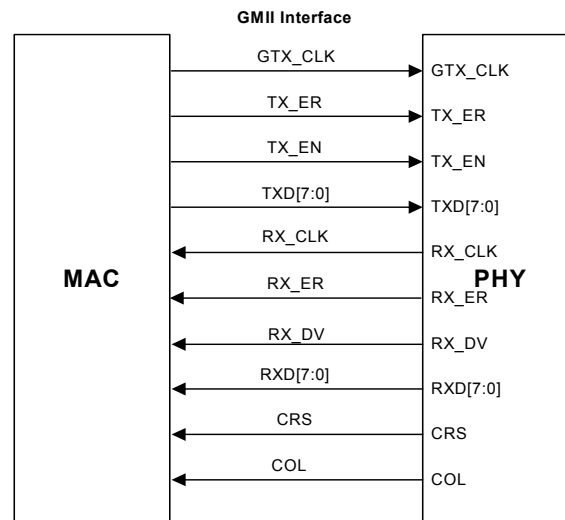 GMII Interface
GTX_CLK
GTX_CLK
TX_ER
TX_ER
TX_EN
TX_EN
TXD[7:0]
TXD[7:0]
RX_CLK
RX_CLK
MAC
PHY
RX_ER
RX_ER
RX_DV
RX_DV
RXD[7:0]
RXD[7:0]
CRS
CRS
COL
COL